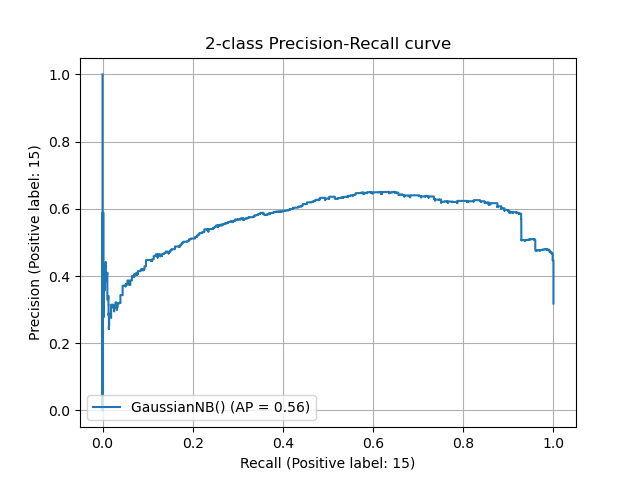 2-class Precision-Recall curve
Precision (Positive label: 15)
1.0
0.8
0.6
0.4
0.2
0.0
GaussianNB() (AP = 0.56)
0.0 0.2 0.4 0.6 0.8 1.0
Recall (Positive label: 15)